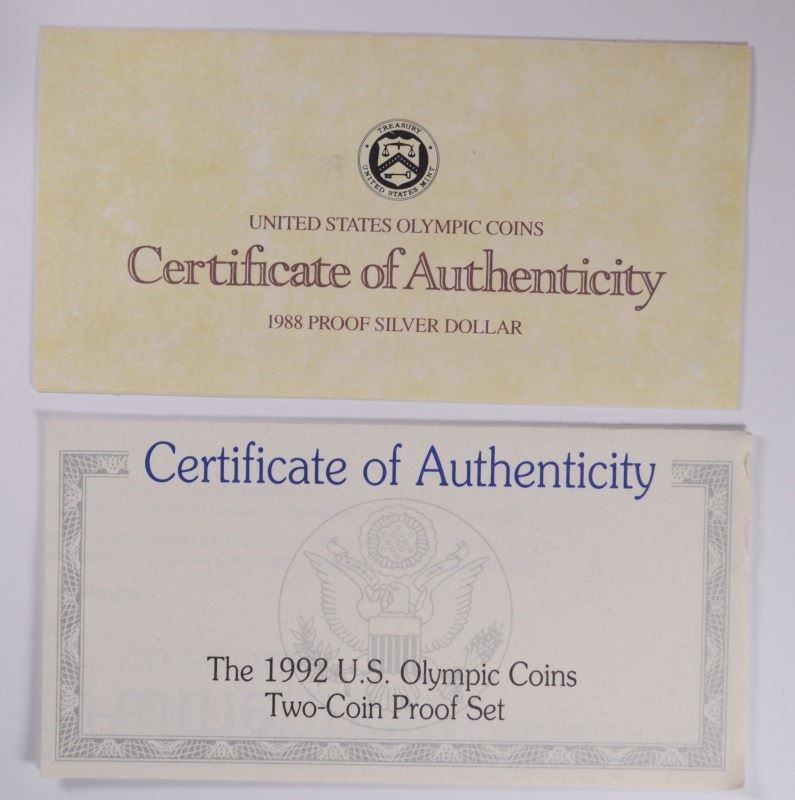 TREASURY
UNITED STATES MINT
UNITED STATES OLYMPIC COINS
Certificate of Authenticity
1988 PROOF SILVER DOLLAR
Certificate of Authenticity
The 1992 U.S. Olympic Coins
Two-Coin Proof Set